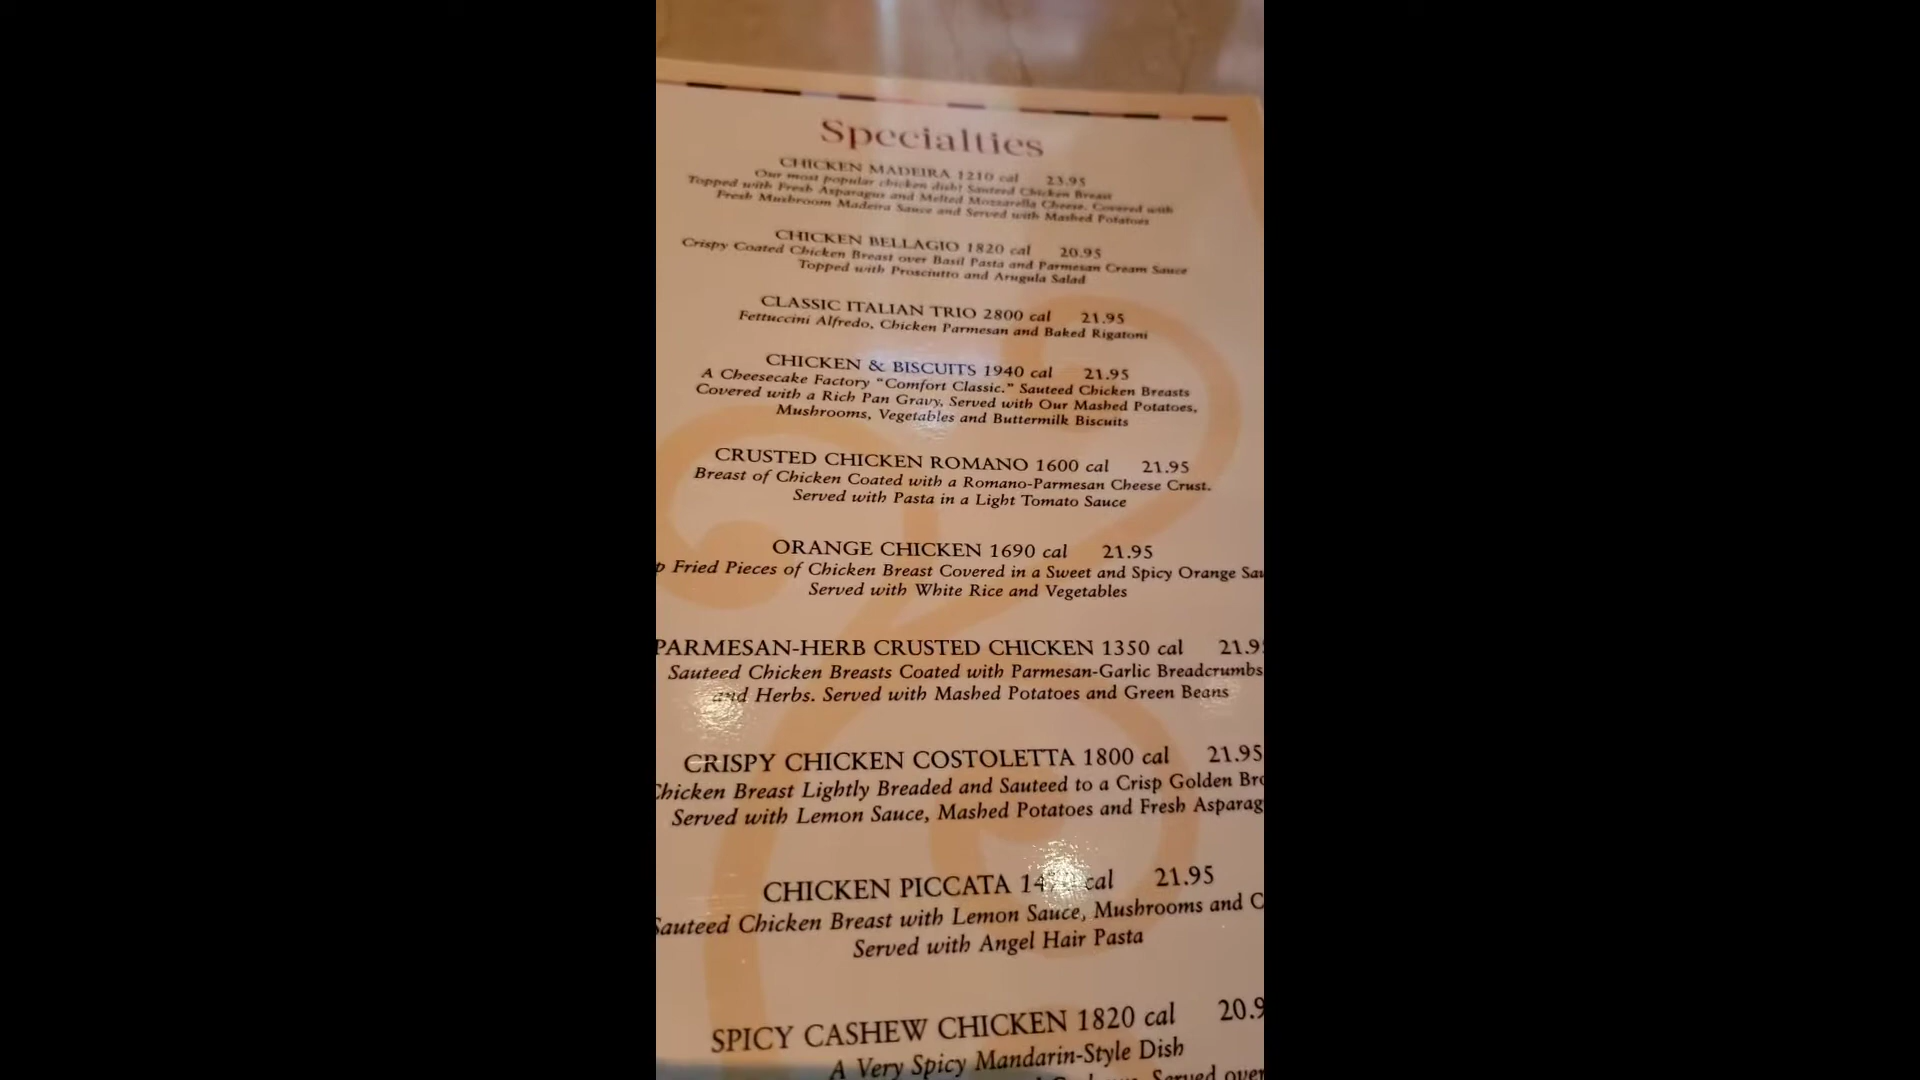 Specialties
CHICKEN MADEIRA 1210 cal 23.95
Our most popular chicken dish! Sauteed Chicken Breast
Topped with Fresh Asparagus and Melted Mozzarella Cheese. Covered with
Fresh Mushroom Madeira Sauce and Served with Mashed Potatoes
CHICKEN BELLAGIO 1820 cal 20.95
Crispy Coated Chicken Breast over Basil Pasta and Parmesan Cream Sauce
Topped with Prosciutto and Arugula Salad
CLASSIC ITALIAN TRIO 2800 cal 21.95
Fettuccini Alfredo, Chicken Parmesan and Baked Rigatoni
CHICKEN & BISCUITS 1940 cal 21.95
A Cheesecake Factory "Comfort Classic." Sauteed Chicken Breasts
Covered with a Rich Pan Gravy, Served with Our Mashed Potatoes,
Mushrooms, Vegetables and Buttermilk Biscuits
CRUSTED CHICKEN ROMANO 1600 cal 21.95
Breast of Chicken Coated with a Romano-Parmesan Cheese Crust.
Served with Pasta in a Light Tomato Sauce
ORANGE CHICKEN 1690 cal 21.95
p Fried Pieces of Chicken Breast Covered in a Sweet and Spicy Orange Sau
Served with White Rice and Vegetables
PARMESAN-HERB CRUSTED CHICKEN 1350 cal 21.9
Sauteed Chicken Breasts Coated with Parmesan-Garlic Breadcrumbs
and Herbs. Served with Mashed Potatoes and Green Beans
CRISPY CHICKEN COSTOLETTA 1800 cal 21.95
Chicken Breast Lightly Breaded and Sauteed to a Crisp Golden Bro
Served with Lemon Sauce, Mashed Potatoes and Fresh Asparag
CHICKEN PICCATA cal 21.95
Sauteed Chicken Breast with Lemon Sauce, Mushrooms and C
Served with Angel Hair Pasta
SPICY CASHEW CHICKEN 1820 cal 20.9
A Very Spicy Mandarin-Style Dish
Served over